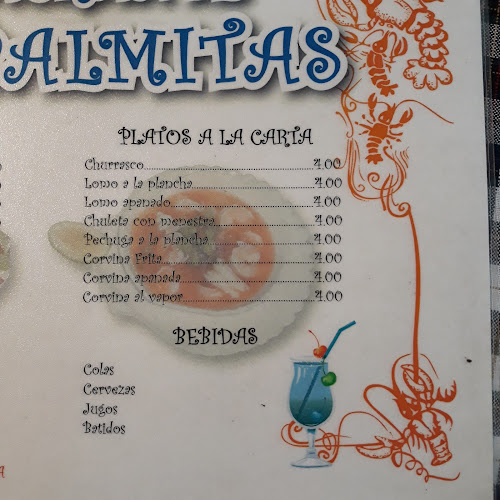 PALMITAS
PLATOS A LA CARTA
Churrasco 4.00
Lomo a la plancha 4.00
Lomo apanado 4.00
Chuleta con menestra 4.00
Pechuga a la plancha 4.00
Corvina Frita 4.00
Corvina apanada 4.00
Corvina al vapor 4.00
BEBIDAS
Colas
Cervezas
Jugos
Batidos